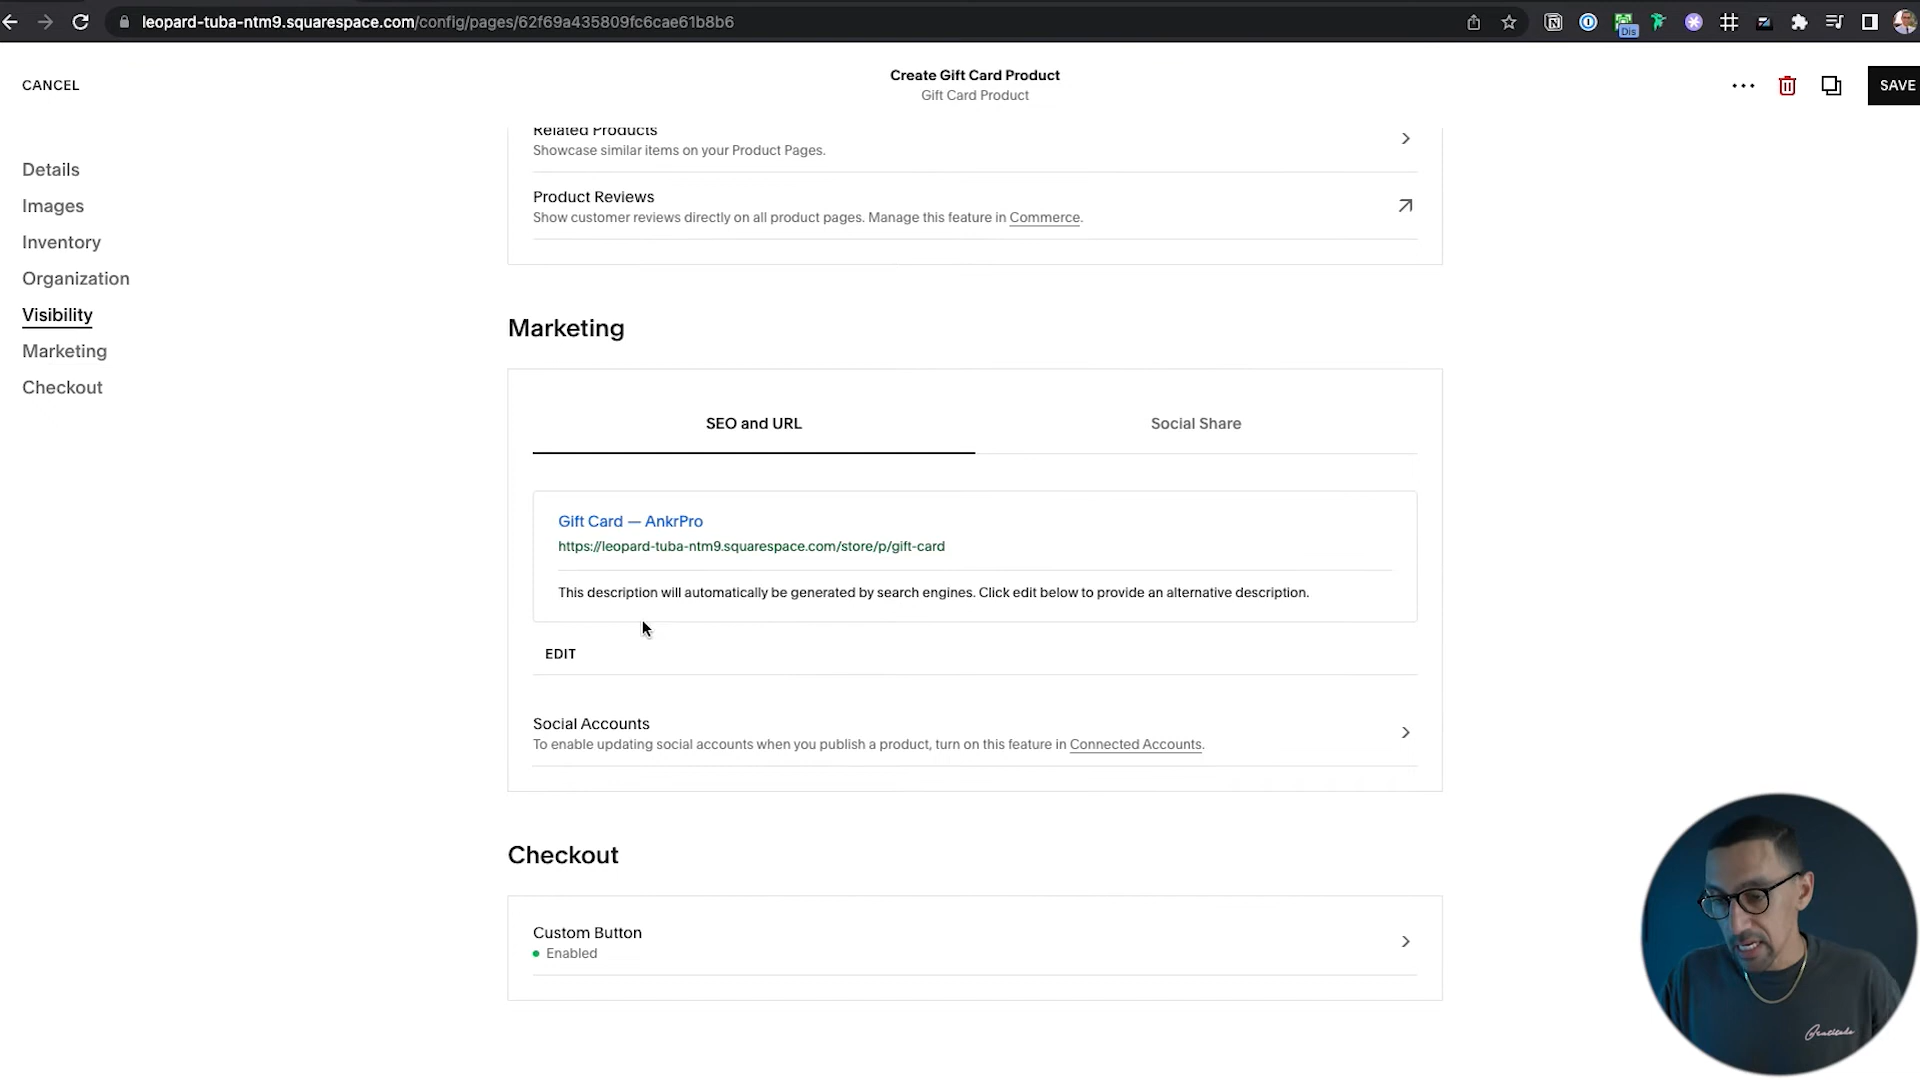 leopard-tuba-ntm9.squarespace.com/config/pages/62f69a435809fc6cae61b8b6
Dis
CANCEL
Create Gift Card Product
Gift Card Product
SAVE
Details
Images
Inventory
Organization
Visibility
Marketing
Checkout
Related Products
Showcase similar items on your Product Pages.
Product Reviews
Show customer reviews directly on all product pages. Manage this feature in Commerce.
Marketing
SEO and URL
Social Share
Gift Card — AnkrPro
https://leopard-tuba-ntm9.squarespace.com/store/p/gift-card
This description will automatically be generated by search engines. Click edit below to provide an alternative description.
EDIT
Social Accounts
To enable updating social accounts when you publish a product, turn on this feature in Connected Accounts.
Checkout
Custom Button
Enabled
Gratitude